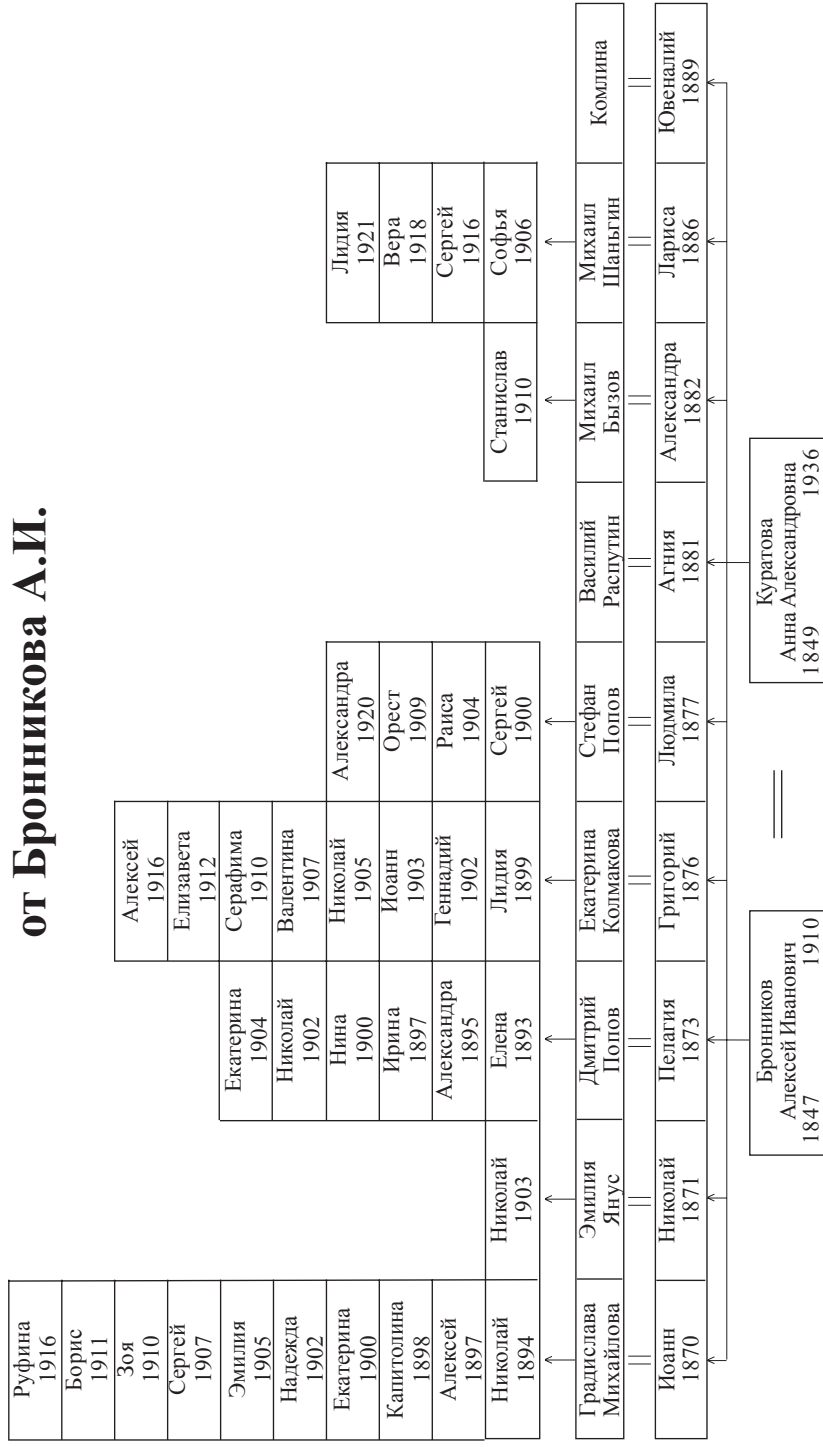 от Бронникова А.И.
Руфина
1916
Борис
1911
Зоя
1910
Сергей
1907
Эмилия
1905
Надежда
1902
Екатерина
1900
Капитолина
1898
Алексей
1897
Николай
1894
Николай
1903
Екатерина
1904
Николай
1902
Нина
1900
Ирина
1897
Александра
1895
Елена
1893
Алексей
1916
Елизавета
1912
Серафима
1910
Валентина
1907
Николай
1905
Иоанн
1903
Геннадий
1902
Лидия
1899
Александра
1920
Орест
1909
Раиса
1904
Сергей
1900
Станислав
1910
Лидия
1921
Вера
1918
Сергей
1916
Софья
1906
Градислава
Михайлова
Эмилия
Янус
Дмитрий
Попов
Екатерина
Колмакова
Стефан
Попов
Василий
Распутин
Михаил
Бызов
Михаил
Шаньгин
Комлина
Иоанн
1870
Николай
1871
Пелагия
1873
Григорий
1876
Людмила
1877
Агния
1881
Александра
1882
Лариса
1886
Ювеналий
1889
Бронников
Алексей Иванович
1847 1910
Куратова
Анна Александровна
1849 1936